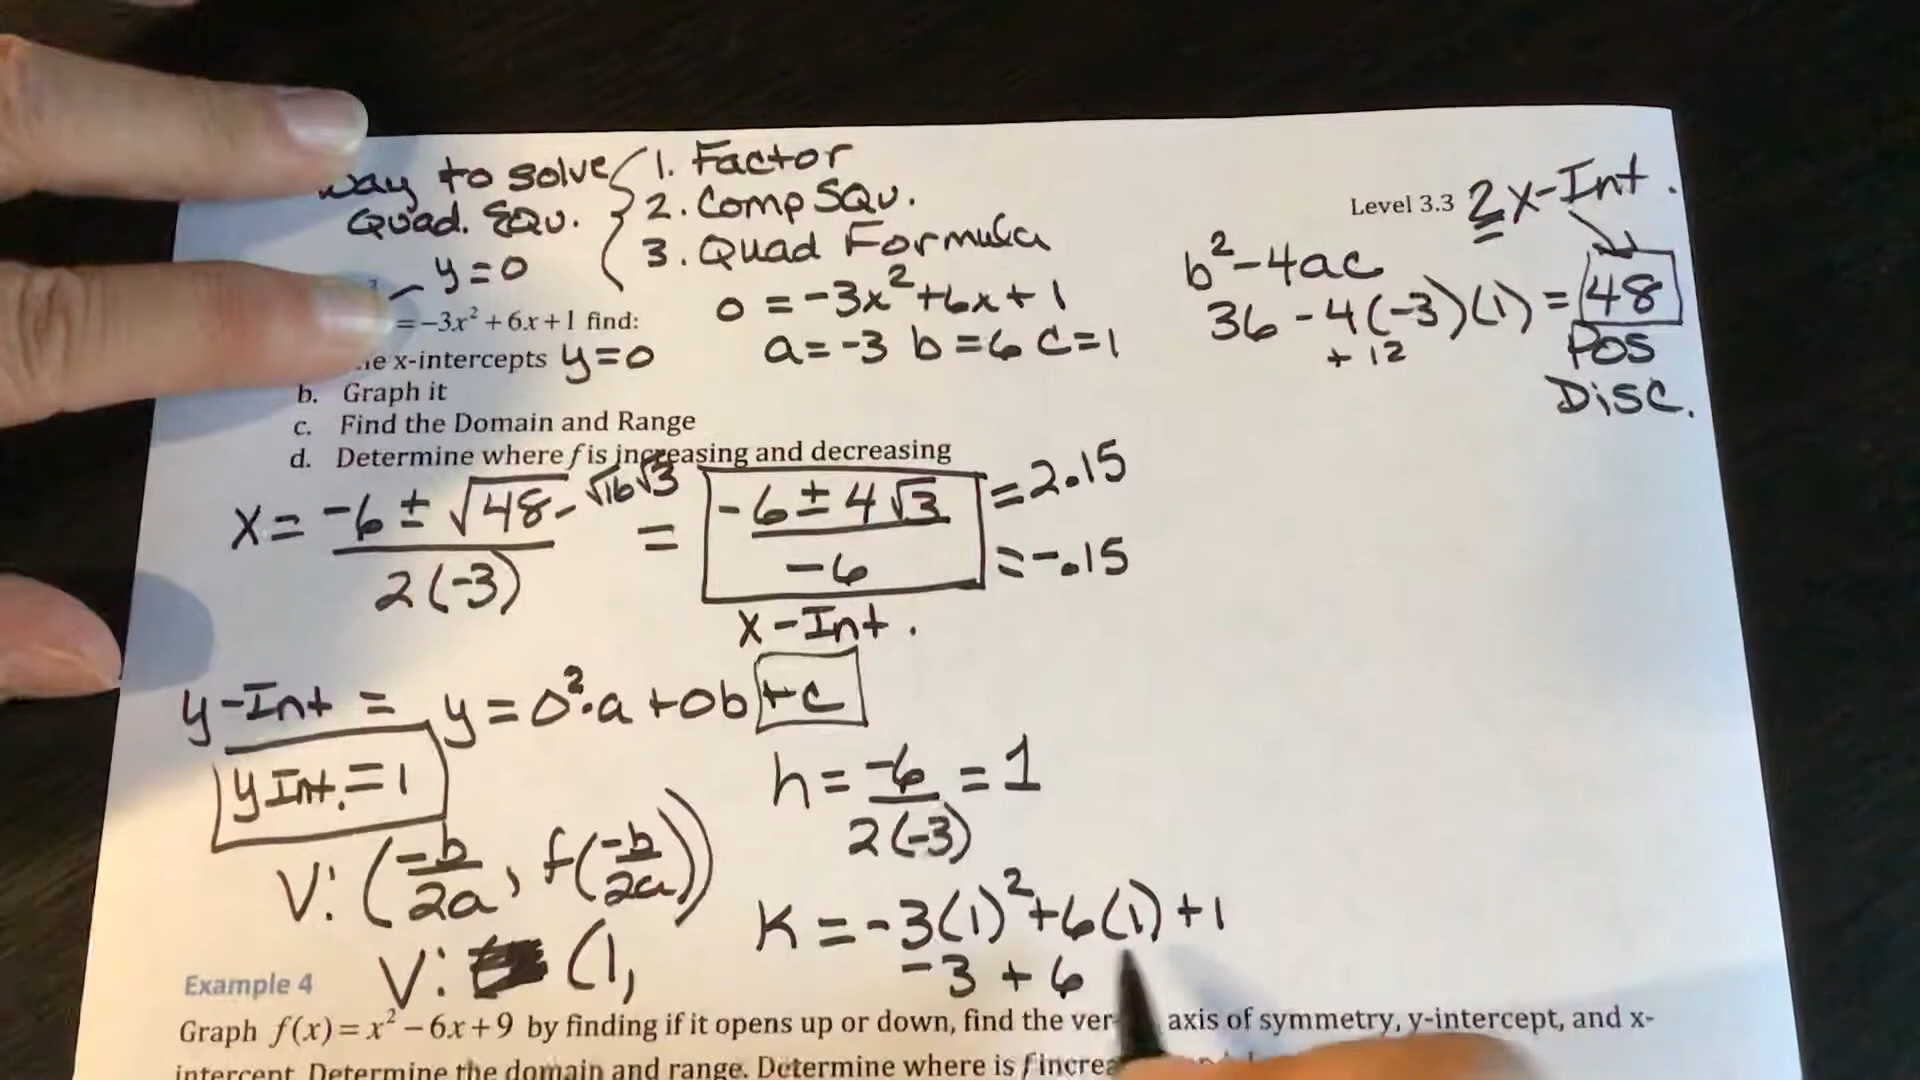 way to solve
Quad. EQU.
1. Factor
2. Comp SQU.
3. Quad Formula
Level 3.3 2 x-Int.
y=0
= -3x² + 6x + 1 find:
x-intercepts y=0
b. Graph it
c. Find the Domain and Range
d. Determine where f is increasing and decreasing
0 = -3x² + 6x + 1
a = -3 b = 6 c = 1
b² - 4ac
36 - 4(-3)(1) = 48
+ 12
Pos
Disc.
x = (-6 ± √48)/(2(-3)) √16 √3 = (-6 ± 4√3)/(-6) = 2.15
= -.15
x-Int.
y-Int = y = 0²·a + 0b + c
y Int. = 1
h = -6/(2(-3)) = 1
V: (-b/2a, f(-b/2a))
K = -3(1)² + 6(1) + 1
-3 + 6
V: (1,
Example 4
Graph f(x) = x² - 6x + 9 by finding if it opens up or down, find the axis of symmetry, y-intercept, and x-
intercept. Determine the domain and range. Determine where is f